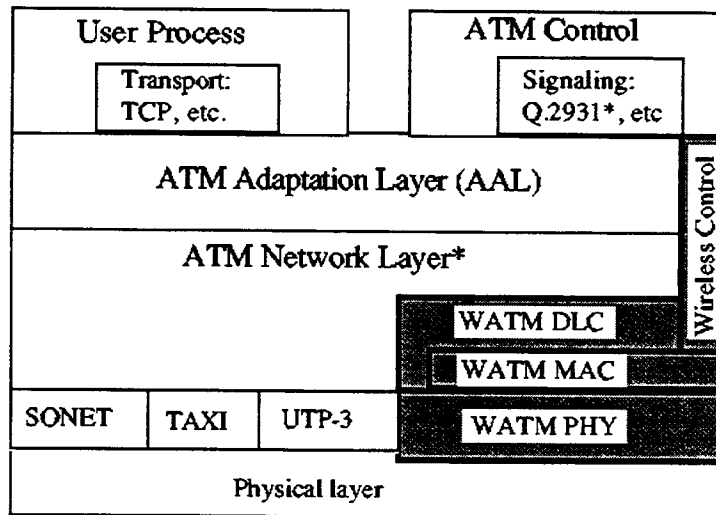 User Process
ATM Control
Transport:
TCP, etc.
Signaling:
Q.2931*, etc
ATM Adaptation Layer (AAL)
Wireless Control
ATM Network Layer*
WATM DLC
WATM MAC
SONET
TAXI
UTP-3
WATM PHY
Physical layer